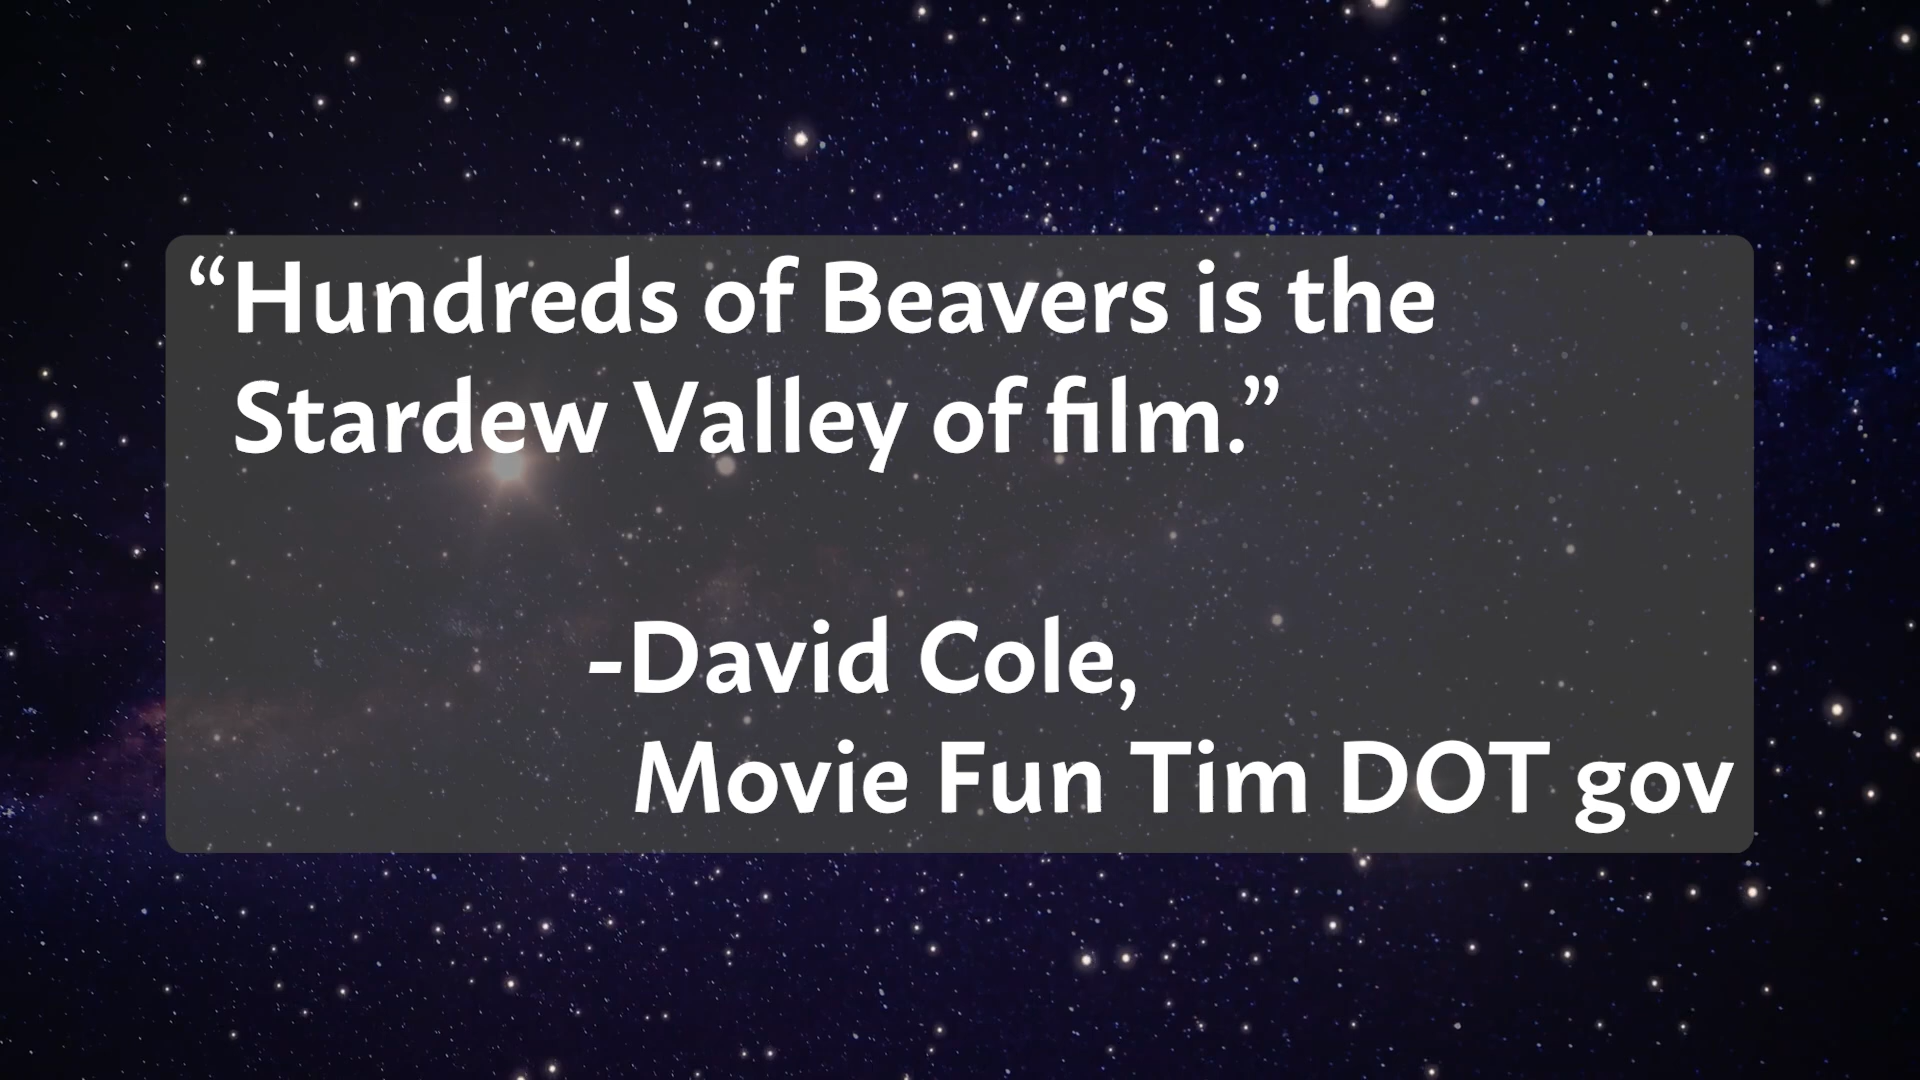 “Hundreds of Beavers is the
Stardew Valley of film.”
-David Cole,
Movie Fun Tim DOT gov